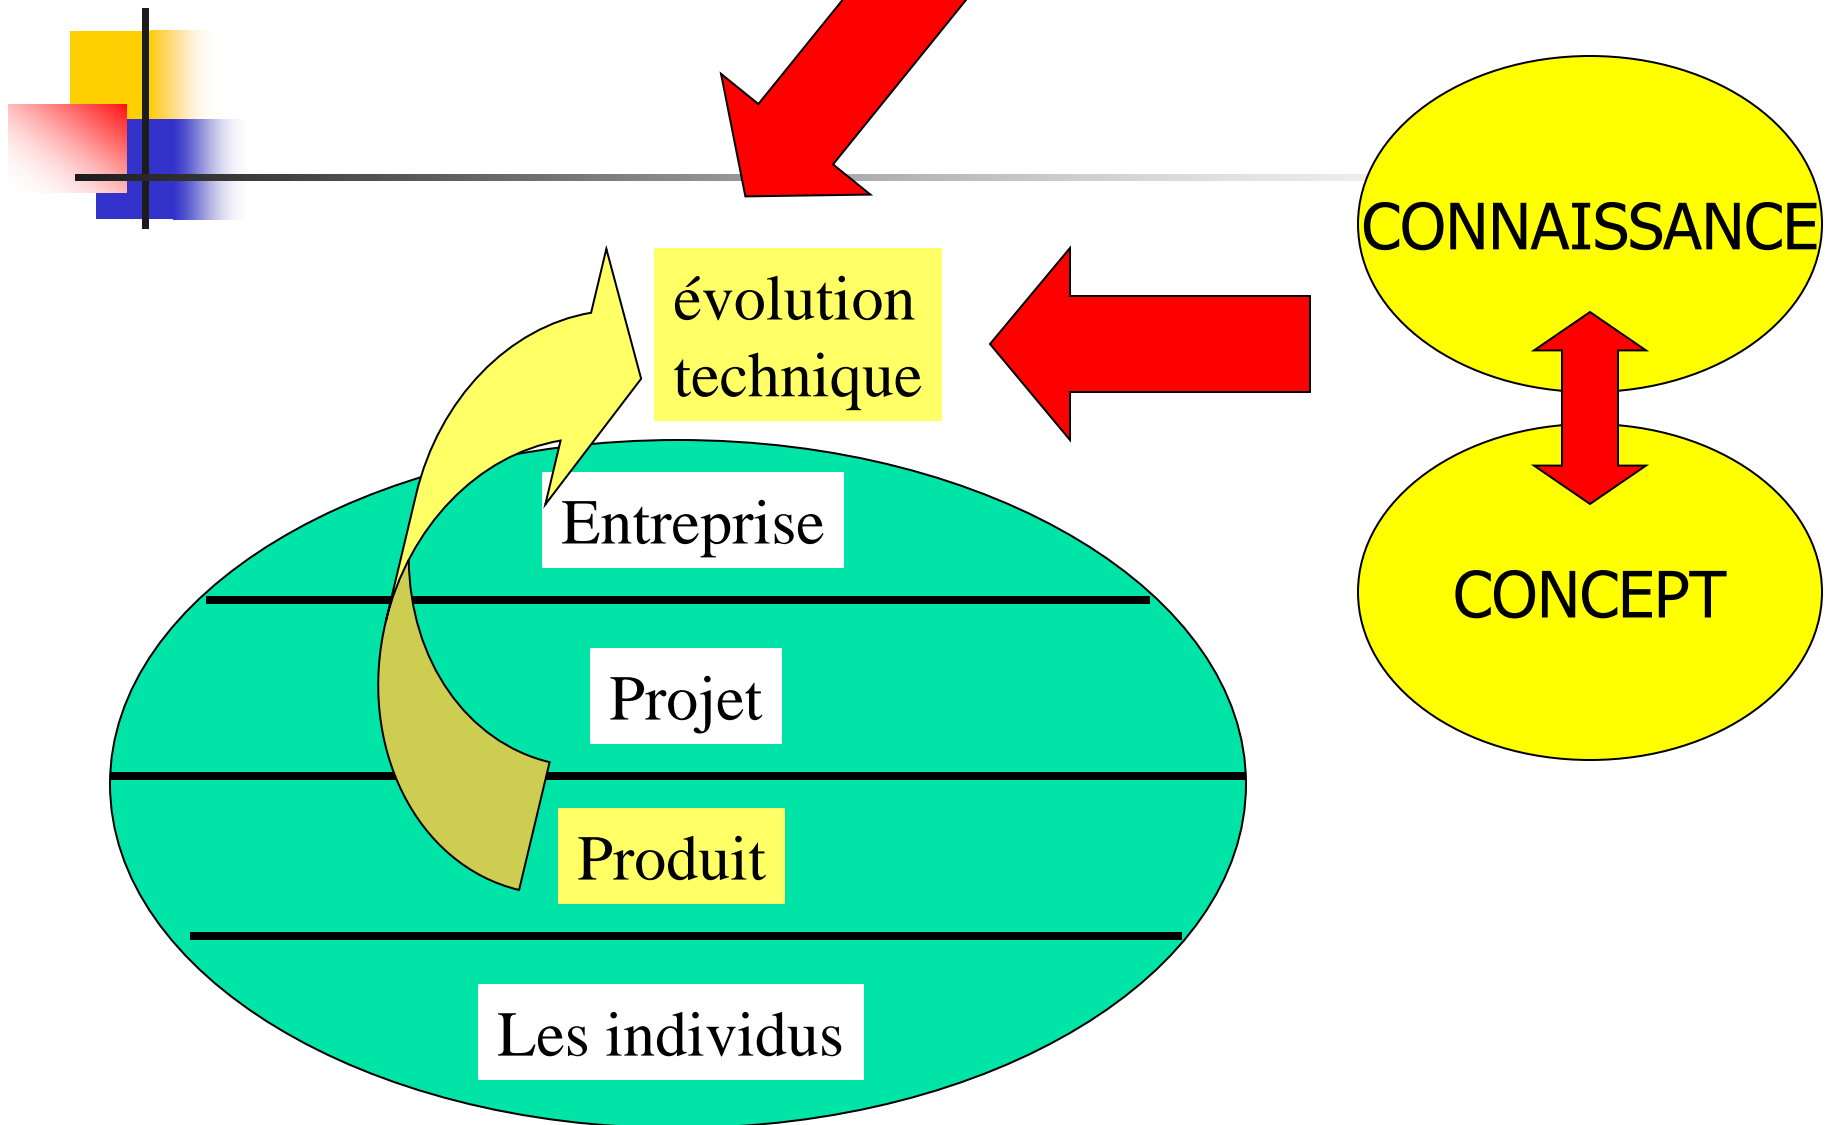 CONNAISSANCE
évolution
technique
Entreprise
CONCEPT
Projet
Produit
Les individus